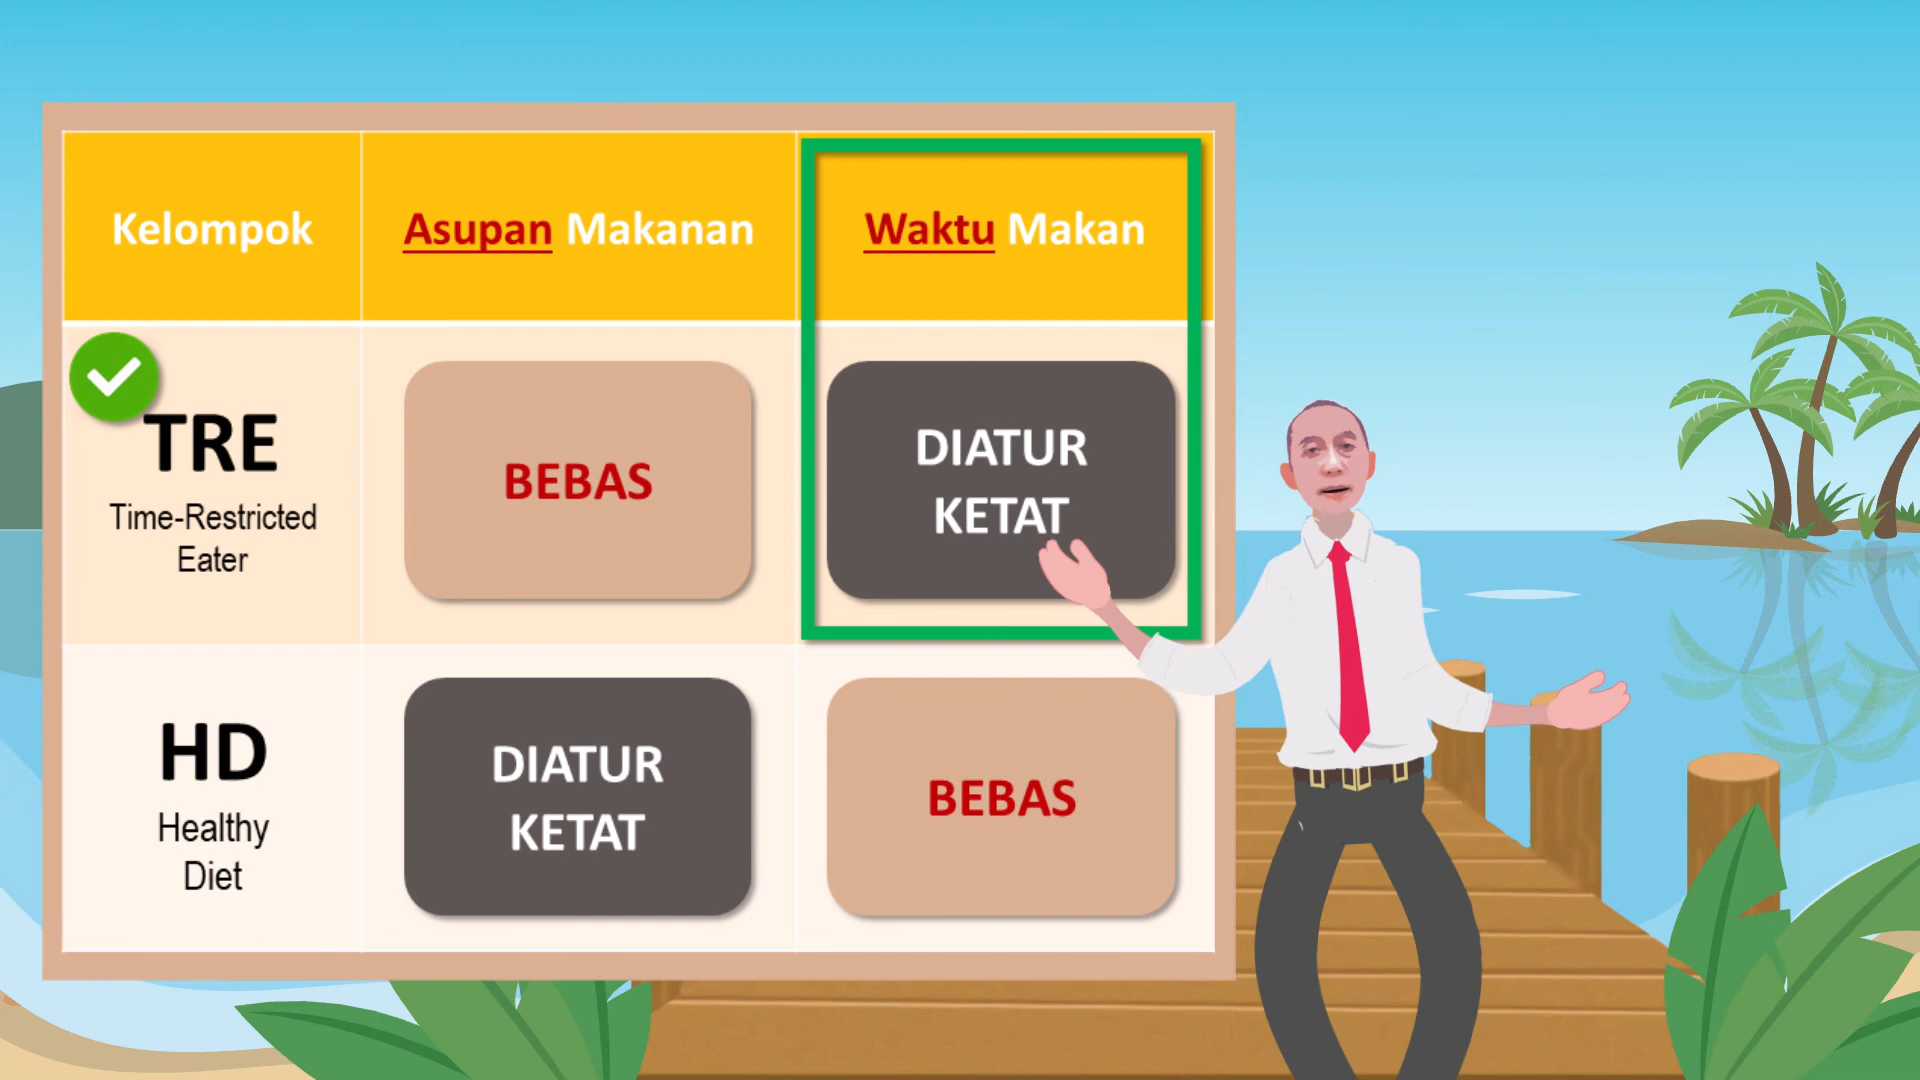 Kelompok
Asupan Makanan
Waktu Makan
TRE
Time-Restricted
Eater
BEBAS
DIATUR
KETAT
HD
Healthy
Diet
DIATUR
KETAT
BEBAS